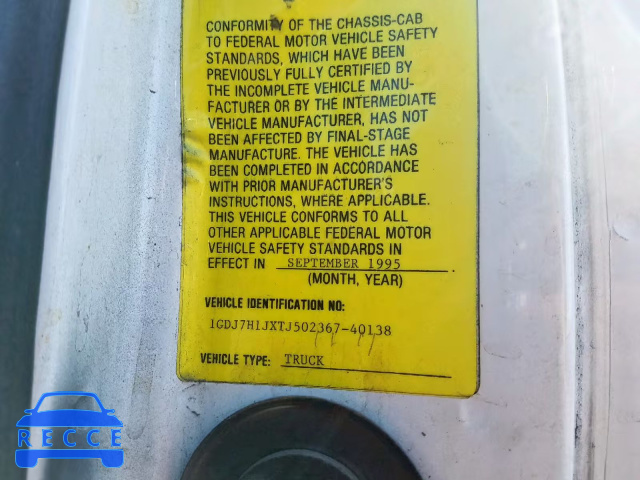 CONFORMITY OF THE CHASSIS-CAB
TO FEDERAL MOTOR VEHICLE SAFETY
STANDARDS, WHICH HAVE BEEN
PREVIOUSLY FULLY CERTIFIED BY
THE INCOMPLETE VEHICLE MANU-
FACTURER OR BY THE INTERMEDIATE
VEHICLE MANUFACTURER, HAS NOT
BEEN AFFECTED BY FINAL-STAGE
MANUFACTURE. THE VEHICLE HAS
BEEN COMPLETED IN ACCORDANCE
WITH PRIOR MANUFACTURER'S
INSTRUCTIONS, WHERE APPLICABLE.
THIS VEHICLE CONFORMS TO ALL
OTHER APPLICABLE FEDERAL MOTOR
VEHICLE SAFETY STANDARDS IN
EFFECT IN SEPTEMBER 1995
(MONTH, YEAR)
VEHICLE IDENTIFICATION NO:
1GDJ7H1JXTJ502367-40138
VEHICLE TYPE: TRUCK
RECCE